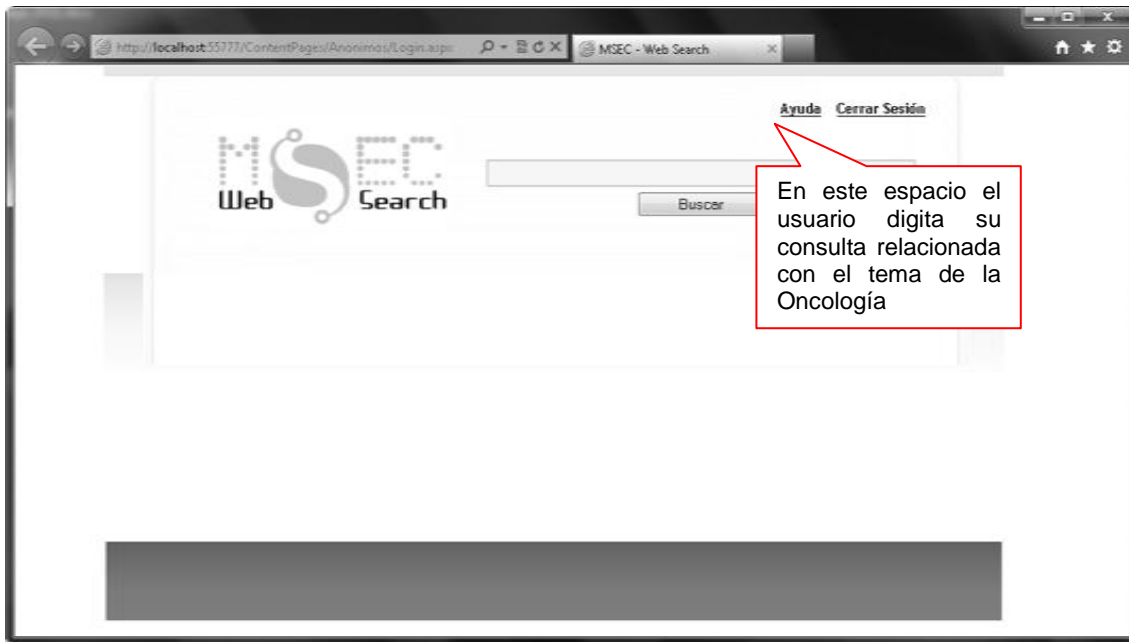 http://localhost:55777/ContentPages/Anonimos/Login.aspx
MSEC - Web Search
Ayuda Cerrar Sesión
MSEC
Web Search
Buscar
En este espacio el
usuario digita su
consulta relacionada
con el tema de la
Oncología